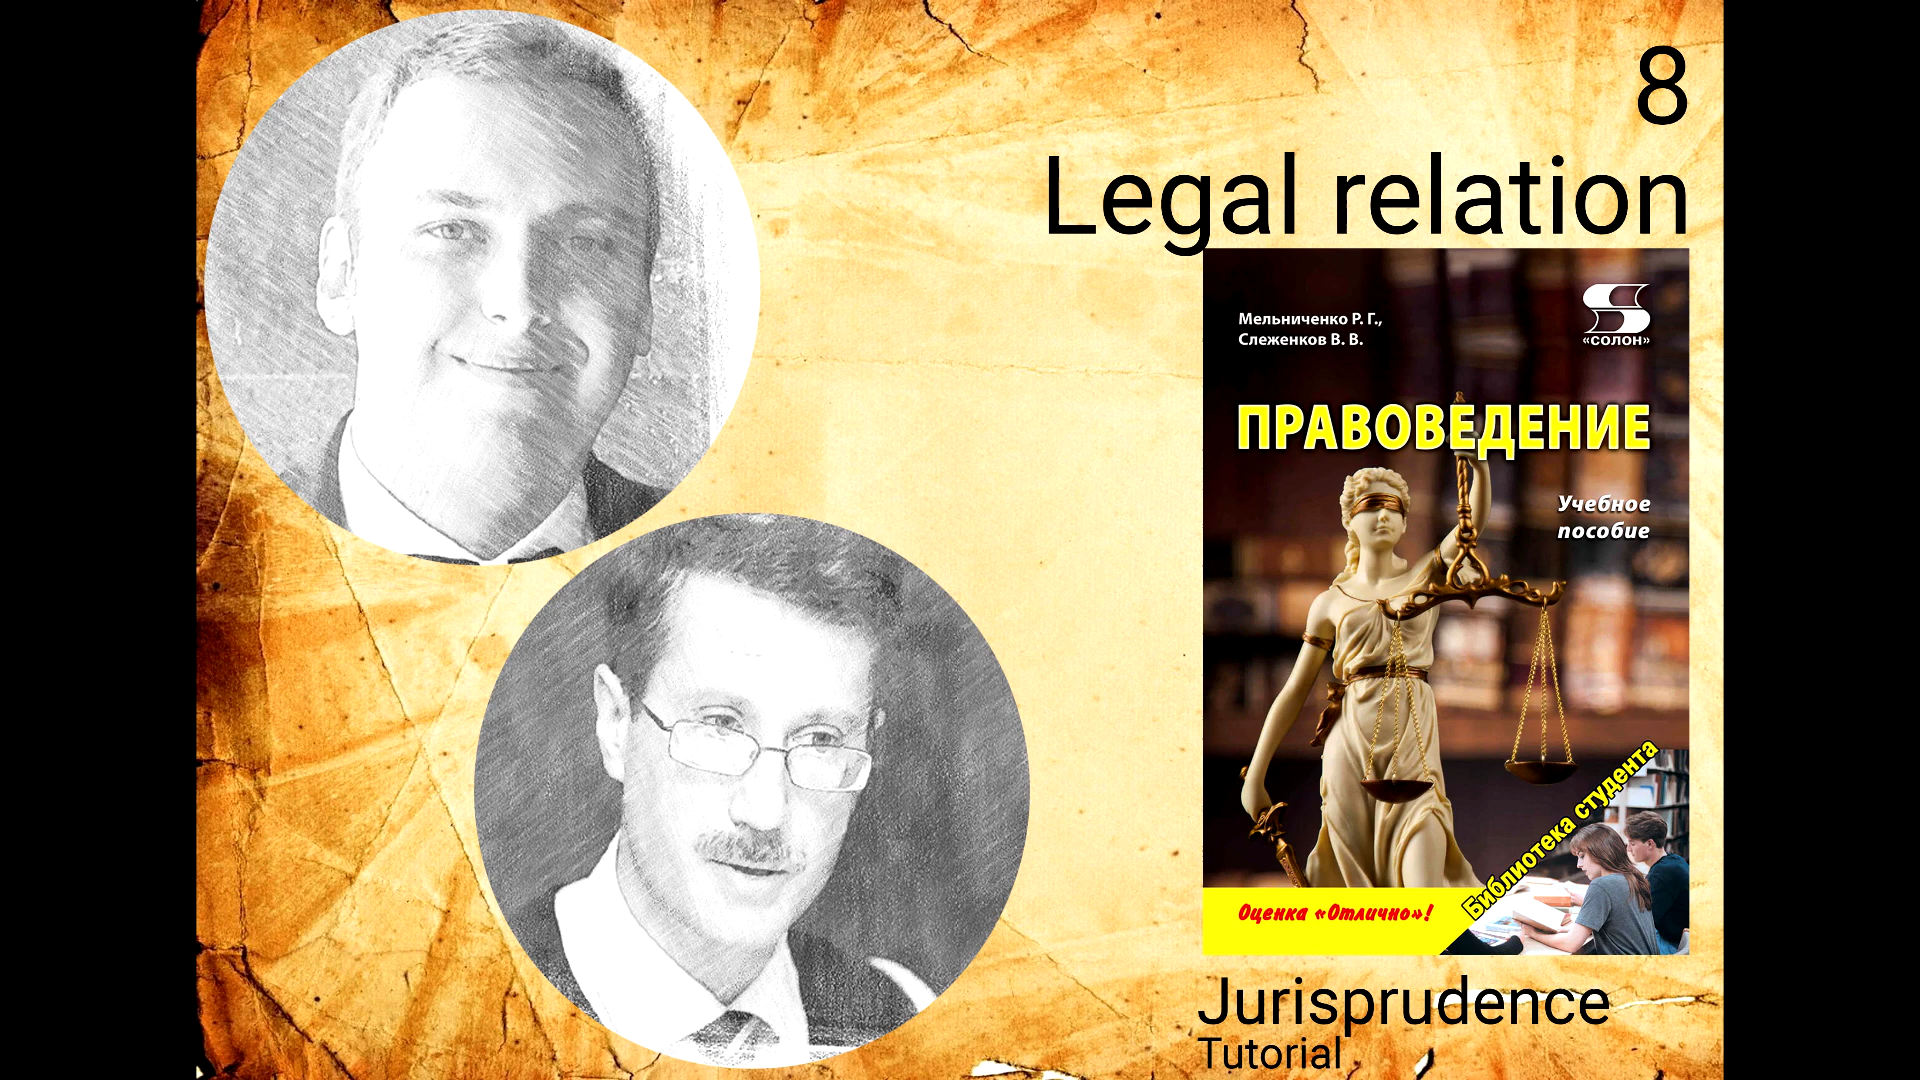 8
Legal relation
Мельниченко Р. Г.,
Слеженков В. В.
«СОЛОН»
ПРАВОВЕДЕНИЕ
Учебное
пособие
Библиотека студента
Оценка «Отлично»!
Jurisprudence
Tutorial